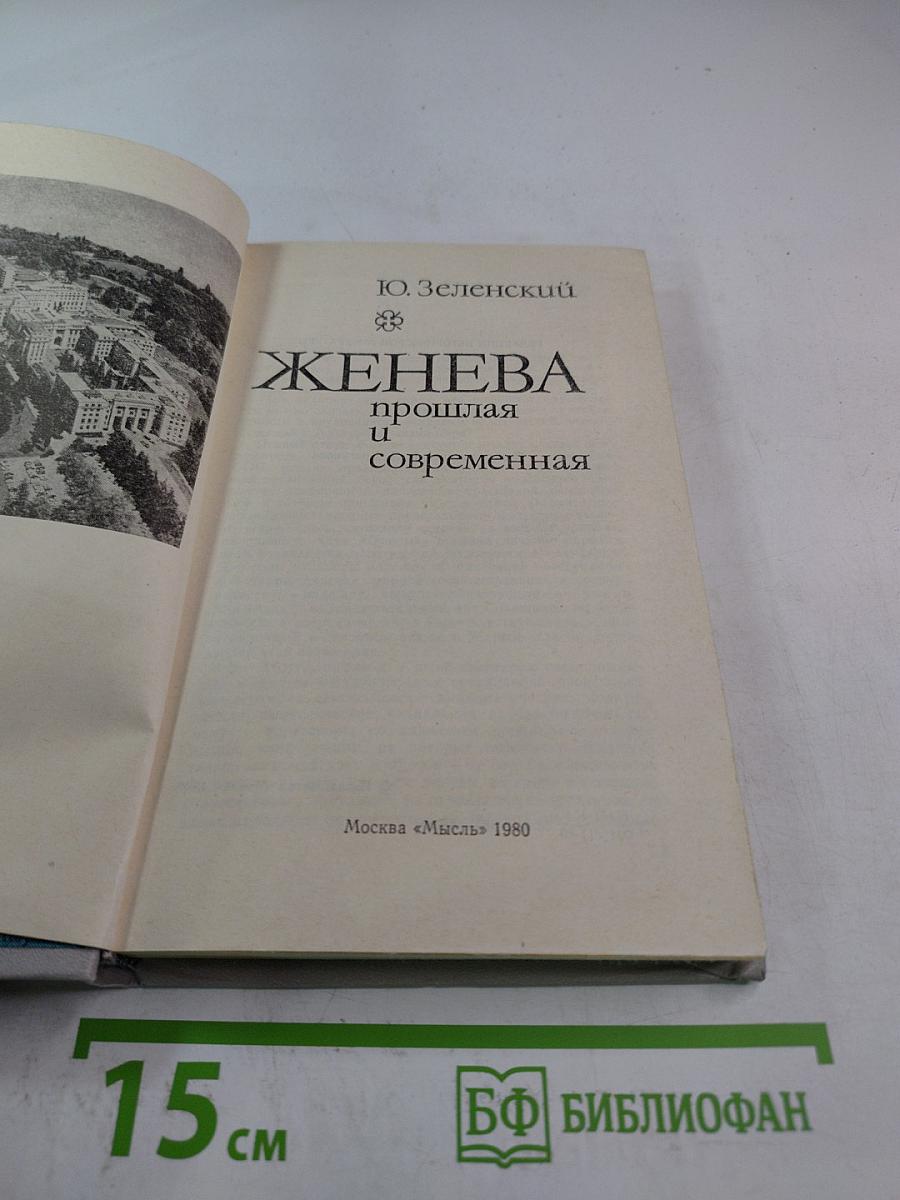 Ю. Зеленский
ЖЕНЕВА
прошлая
и
современная
Москва «Мысль» 1980
15 см
БФ БИБЛИОФАН